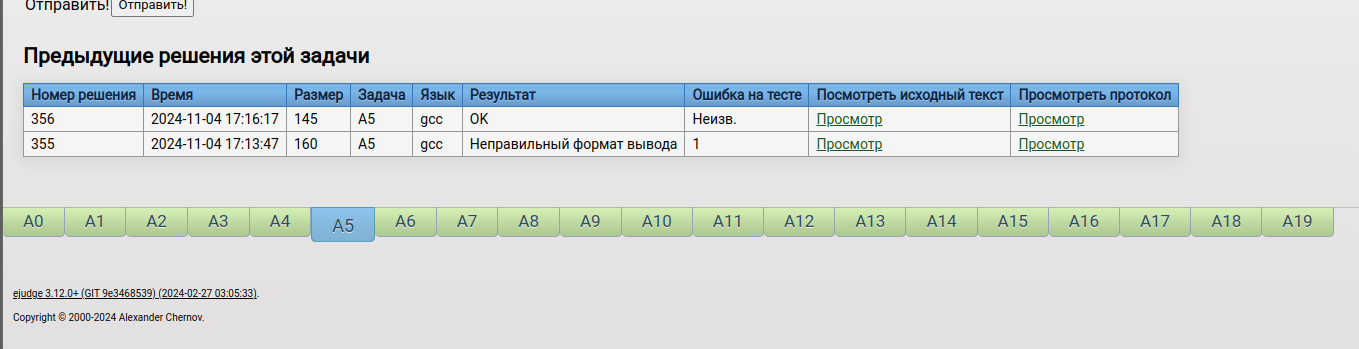 Отправить! Отправить!
Предыдущие решения этой задачи
Номер решения Время Размер Задача Язык Результат Ошибка на тесте Посмотреть исходный текст Просмотреть протокол
356 2024-11-04 17:16:17 145 A5 gcc OK Неизв. Просмотр Просмотр
355 2024-11-04 17:13:47 160 A5 gcc Неправильный формат вывода 1 Просмотр Просмотр
A0 A1 A2 A3 A4 A5 A6 A7 A8 A9 A10 A11 A12 A13 A14 A15 A16 A17 A18 A19
ejudge 3.12.0+ (GIT 9e3468539) (2024-02-27 03:05:33).
Copyright © 2000-2024 Alexander Chernov.